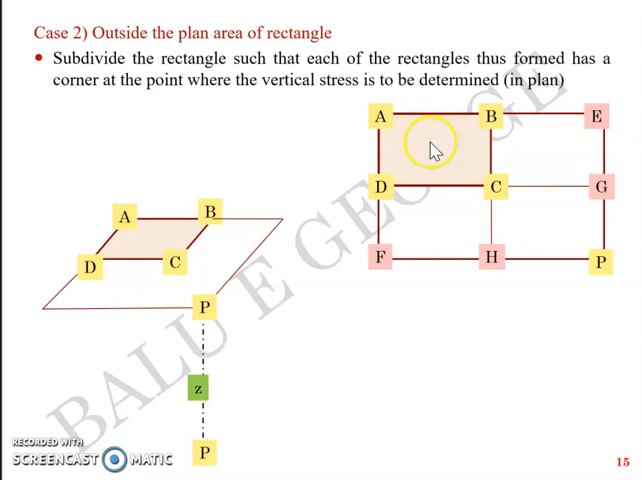 Case 2) Outside the plan area of rectangle
• Subdivide the rectangle such that each of the rectangles thus formed has a
corner at the point where the vertical stress is to be determined (in plan)
A B E
D C G
F H P
A B
D C
P
z
P
BALU E GEORGE
RECORDED WITH
SCREENCAST MATIC
15